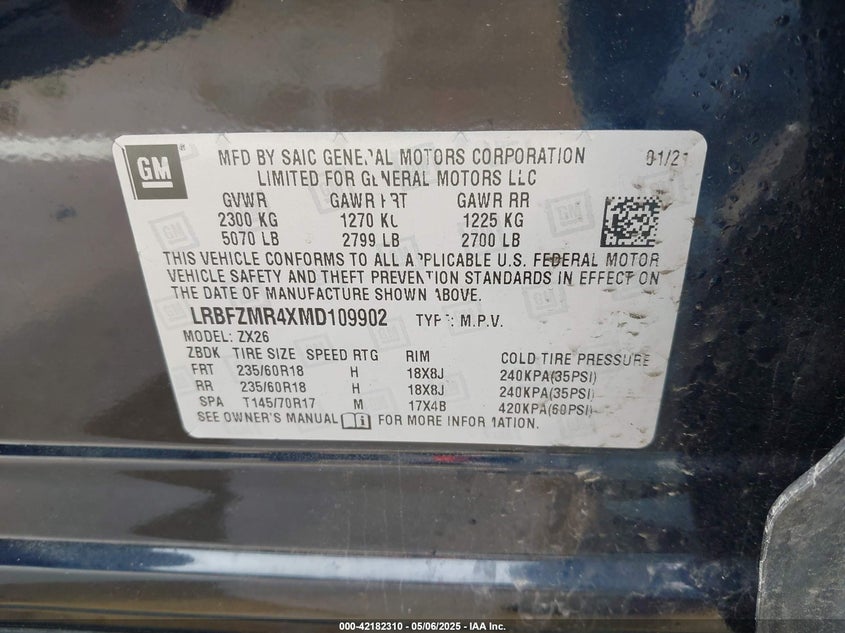 GM
MFD BY SAIC GENERAL MOTORS CORPORATION 01/21
LIMITED FOR GENERAL MOTORS LLC
GVWR GAWR FRT GAWR RR
2300 KG 1270 KG 1225 KG
5070 LB 2799 LB 2700 LB
THIS VEHICLE CONFORMS TO ALL APPLICABLE U.S. FEDERAL MOTOR
VEHICLE SAFETY AND THEFT PREVENTION STANDARDS IN EFFECT ON
THE DATE OF MANUFACTURE SHOWN ABOVE.
LRBFZMR4XMD109902 TYPE: M.P.V.
MODEL: ZX26
ZBDK TIRE SIZE SPEED RTG RIM COLD TIRE PRESSURE
FRT 235/60R18 H 18X8J 240KPA(35PSI)
RR 235/60R18 H 18X8J 240KPA(35PSI)
SPA T145/70R17 M 17X4B 420KPA(60PSI)
SEE OWNER'S MANUAL FOR MORE INFORMATION.
000-42182310 - 05/06/2025 - IAA Inc.